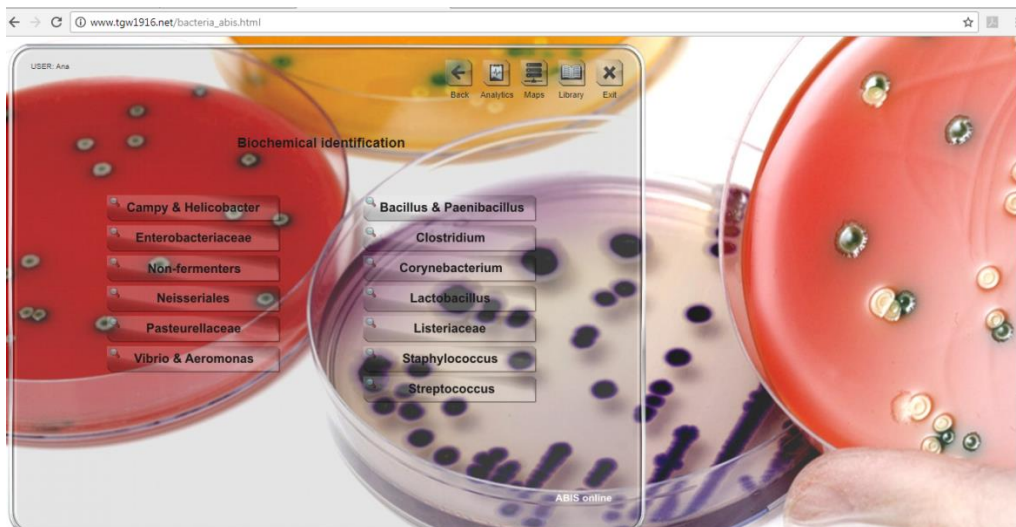 www.tgw1916.net/bacteria_abis.html
USER: Ana
Back Analytics Maps Library Exit
Biochemical identification
Campy & Helicobacter
Enterobacteriaceae
Non-fermenters
Neisseriales
Pasteurellaceae
Vibrio & Aeromonas
Bacillus & Paenibacillus
Clostridium
Corynebacterium
Lactobacillus
Listeriaceae
Staphylococcus
Streptococcus
ABIS online